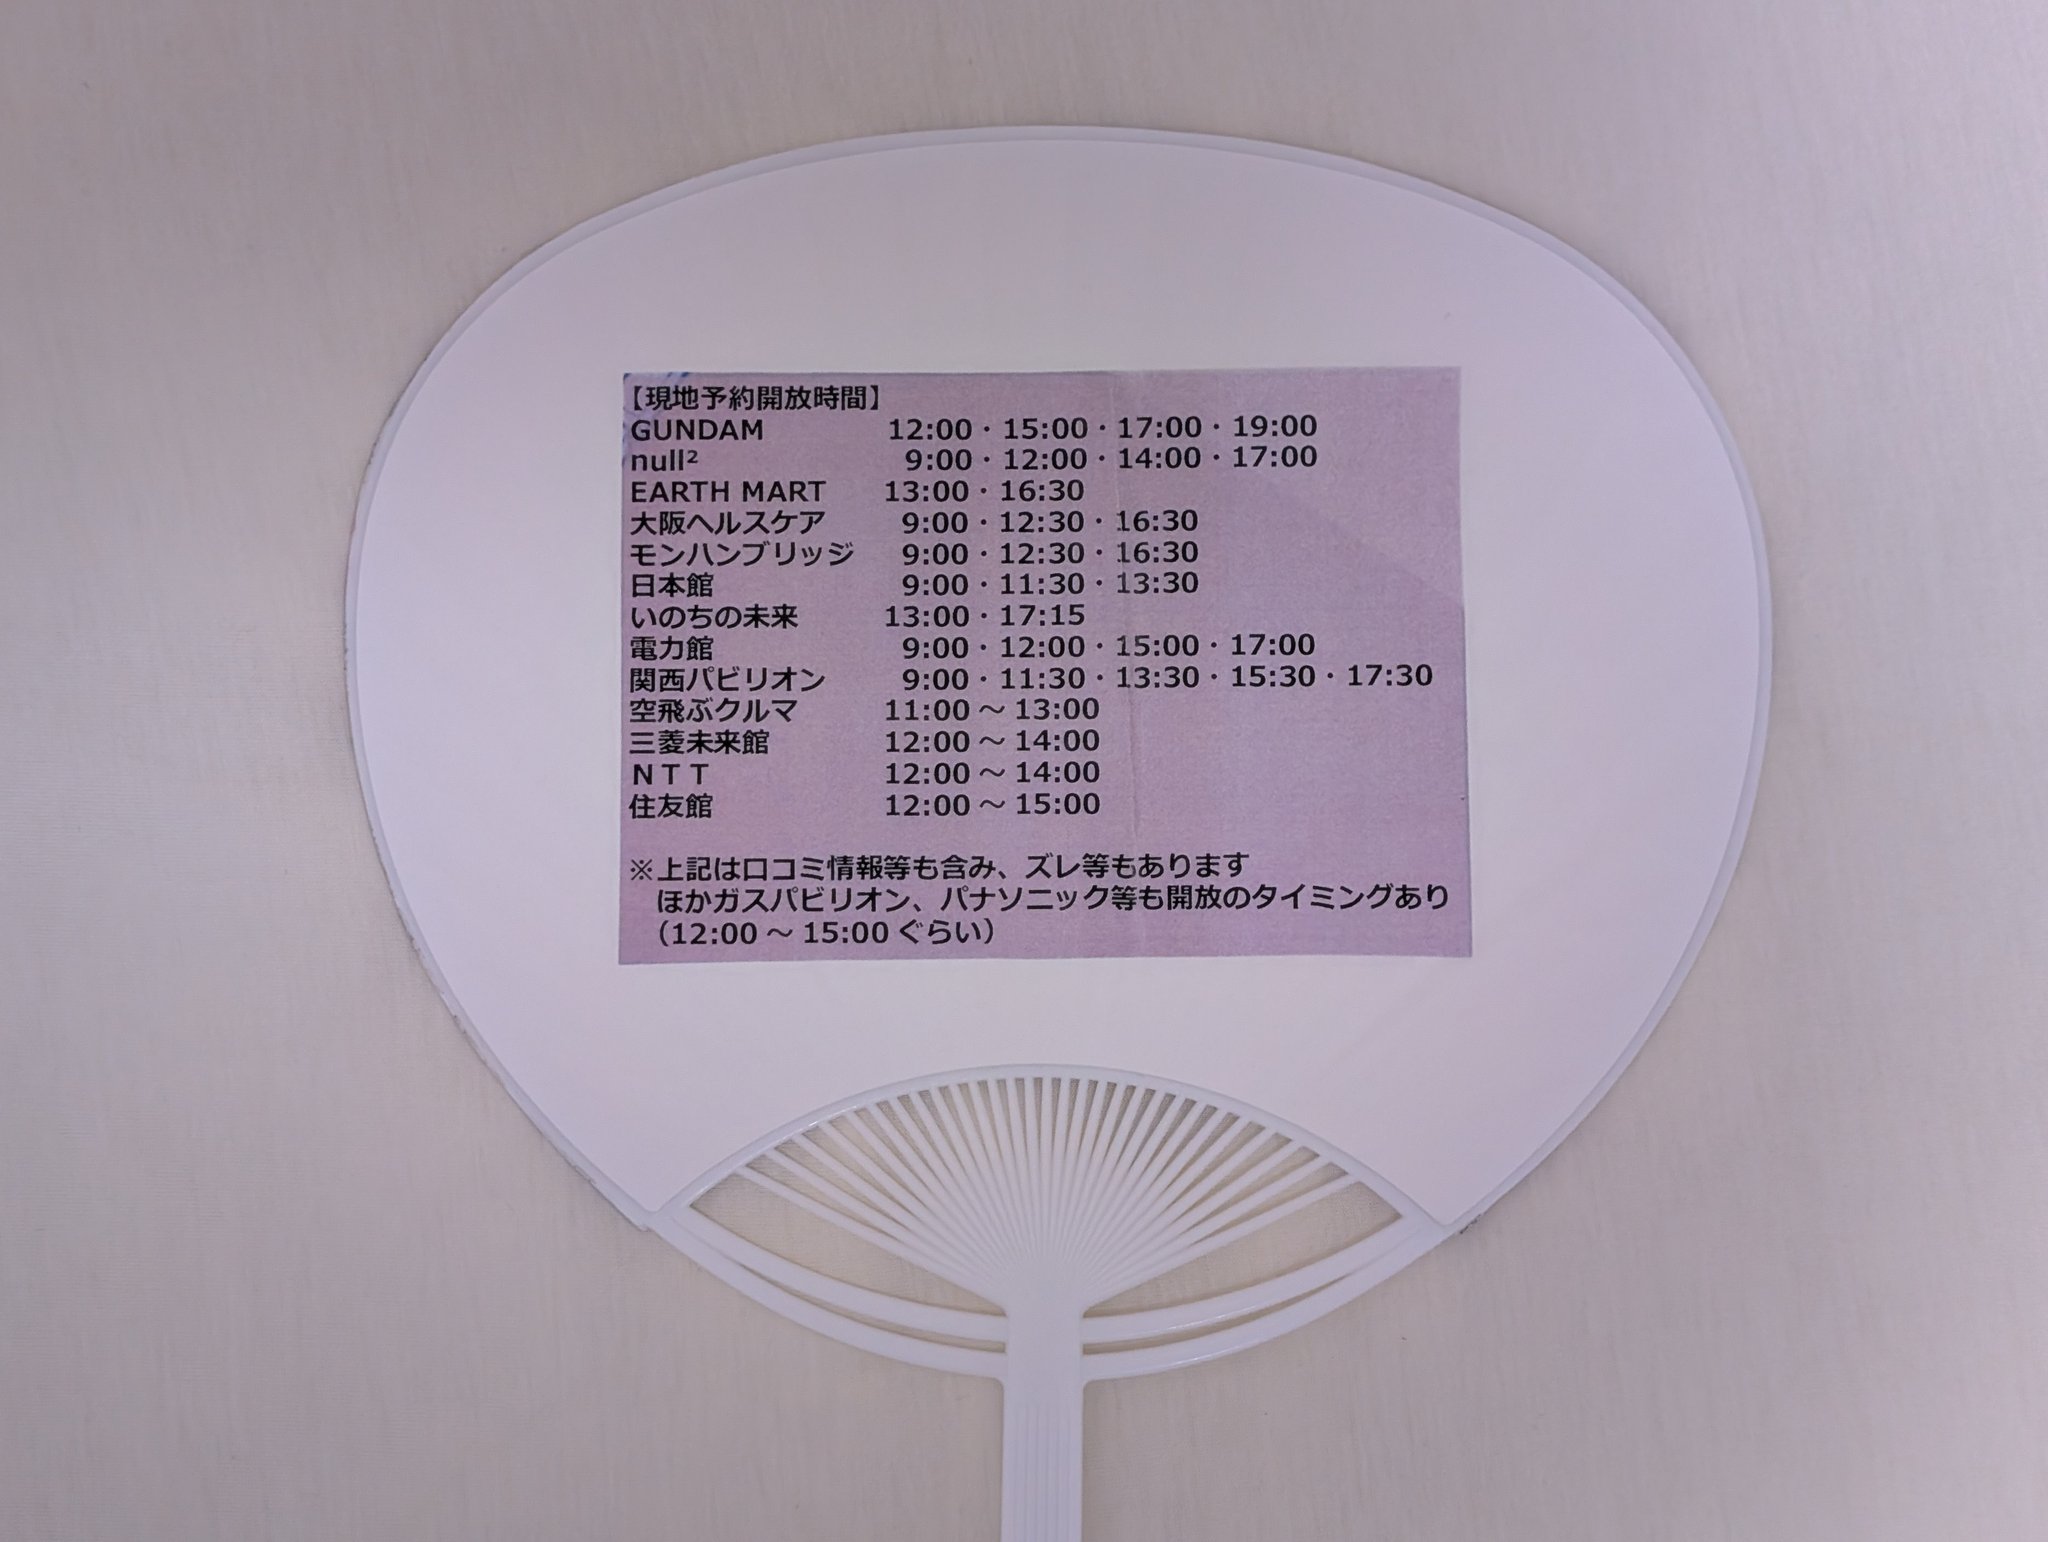 【現地予約開放時間】
GUNDAM 12:00・15:00・17:00・19:00
null² 9:00・12:00・14:00・17:00
EARTH MART 13:00・16:30
大阪ヘルスケア 9:00・12:30・16:30
モンハンブリッジ 9:00・12:30・16:30
日本館 9:00・11:30・13:30
いのちの未来 13:00・17:15
電力館 9:00・12:00・15:00・17:00
関西パビリオン 9:00・11:30・13:30・15:30・17:30
空飛ぶクルマ 11:00～13:00
三菱未来館 12:00～14:00
ＮＴＴ 12:00～14:00
住友館 12:00～15:00
※上記は口コミ情報等も含み、ズレ等もあります
ほかガスパビリオン、パナソニック等も開放のタイミングあり
（12:00～15:00ぐらい）